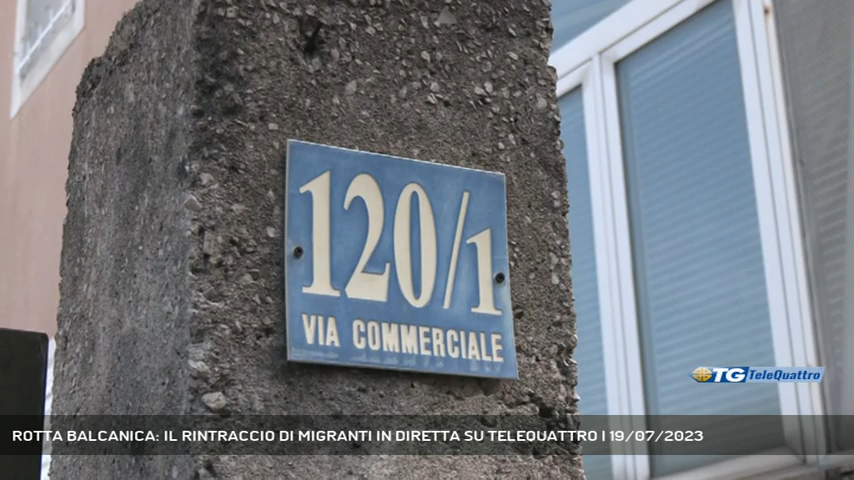 120/1
VIA COMMERCIALE
TG TeleQuattro
ROTTA BALCANICA: IL RINTRACCIO DI MIGRANTI IN DIRETTA SU TELEQUATTRO | 19/07/2023